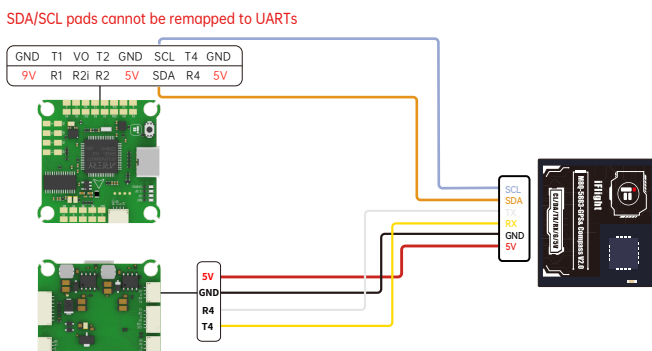 SDA/SCL pads cannot be remapped to UARTs
GND T1 VO T2 GND SCL T4 GND
9V R1 R2i R2 5V SDA R4 5V
SCL
SDA
TX
RX
GND
5V
iFlight
M8Q-5883-GPS& Compass V2.0
5V
GND
R4
T4